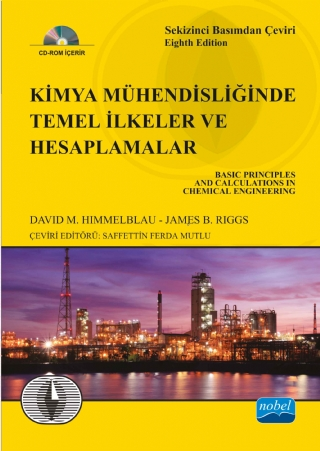 Sekizinci Basımdan Çeviri
Eighth Edition
CD-ROM İÇERİR
KİMYA MÜHENDİSLİĞİNDE
TEMEL İLKELER VE
HESAPLAMALAR
BASIC PRINCIPLES
AND CALCULATIONS IN
CHEMICAL ENGINEERING
DAVID M. HIMMELBLAU - JAMES B. RIGGS
ÇEVİRİ EDİTÖRÜ: SAFFETTİN FERDA MUTLU
nobel